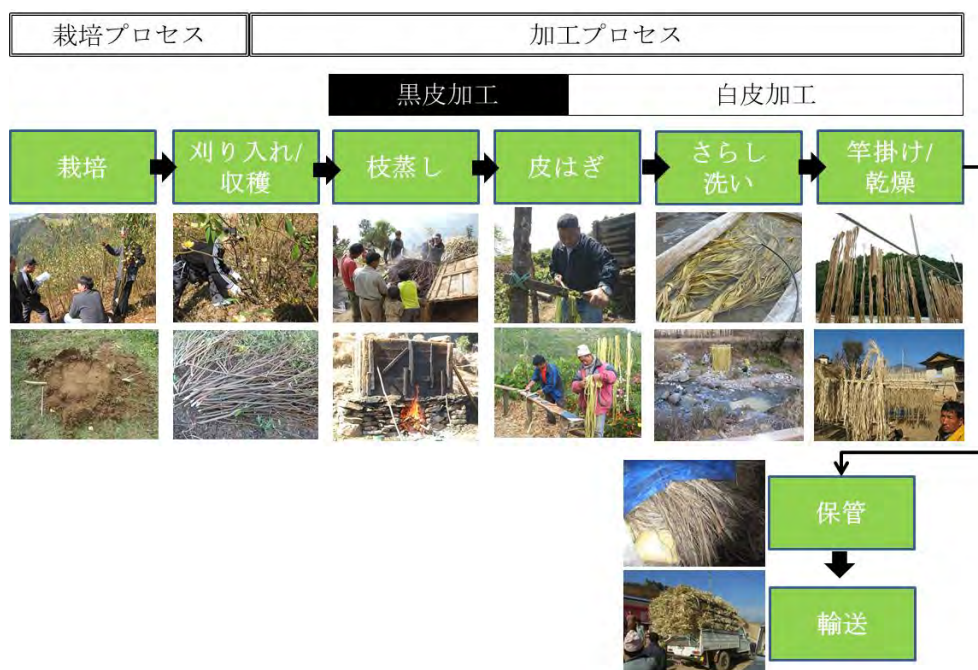 栽培プロセス
加工プロセス
黒皮加工
白皮加工
栽培
刈り入れ/
収穫
枝蒸し
皮はぎ
さらし
洗い
竿掛け/
乾燥
保管
輸送